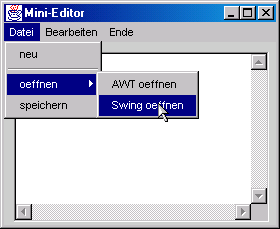 Mini-Editor
Datei Bearbeiten Ende
neu
oeffnen AWT oeffnen
speichern Swing oeffnen